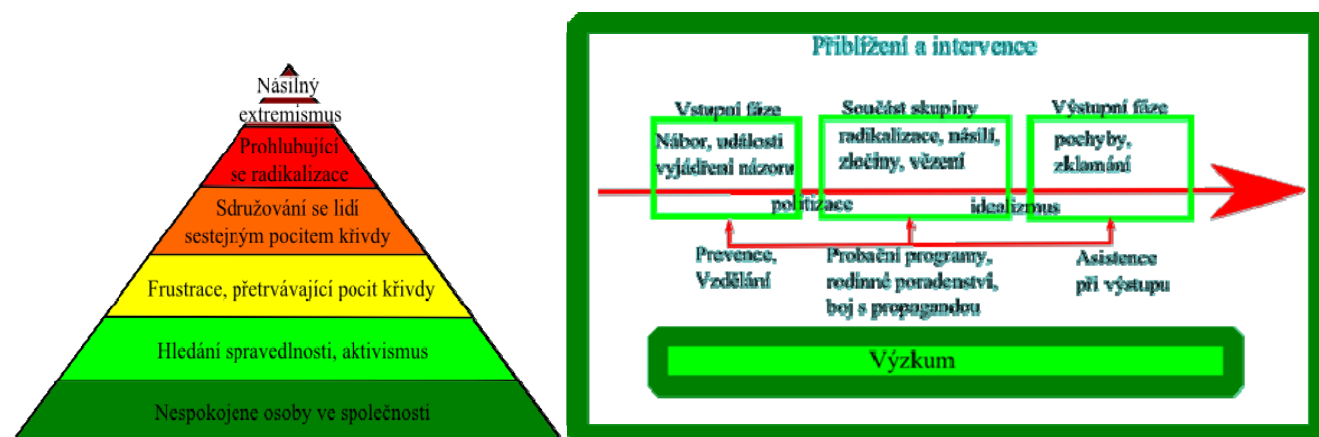 Násilný
extremismus
Prohlubující
se radikalizace
Sdružování se lidí
sestejným pocitem křivdy
Frustrace, přetrvávající pocit křivdy
Hledání spravedlnosti, aktivismus
Nespokojene osoby ve společnosti
Přiblížení a intervence
Vstupní fáze
Nábor, události
vyjádření názoru
Součást skupiny
radikalizace, násilí,
zločiny, vězení
Výstupní fáze
pochyby,
zklamání
politizace
idealizmus
Prevence,
Vzdělání
Probační programy,
rodinné poradenství,
boj s propagandou
Asistence
při výstupu
Výzkum